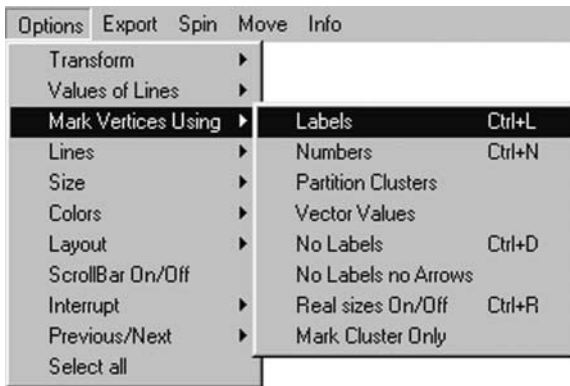 Options Export Spin Move Info
Transform
Values of Lines
Mark Vertices Using
Lines
Size
Colors
Layout
ScrollBar On/Off
Interrupt
Previous/Next
Select all
Labels Ctrl+L
Numbers Ctrl+N
Partition Clusters
Vector Values
No Labels Ctrl+D
No Labels no Arrows
Real sizes On/Off Ctrl+R
Mark Cluster Only